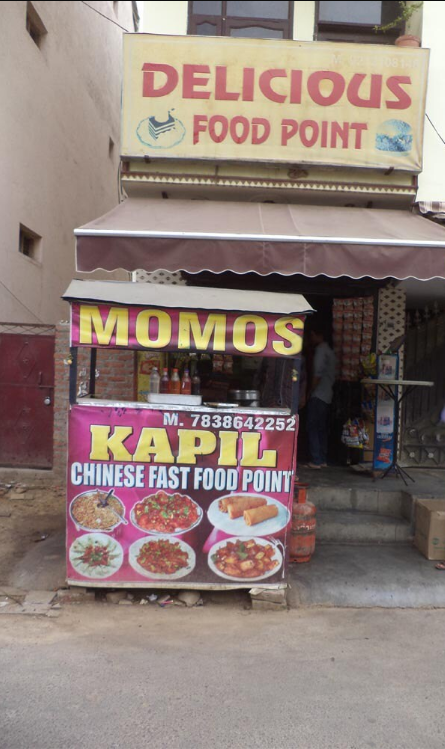 DELICIOUS
FOOD POINT
MOMOS
M. 7838642252
KAPIL
CHINESE FAST FOOD POINT